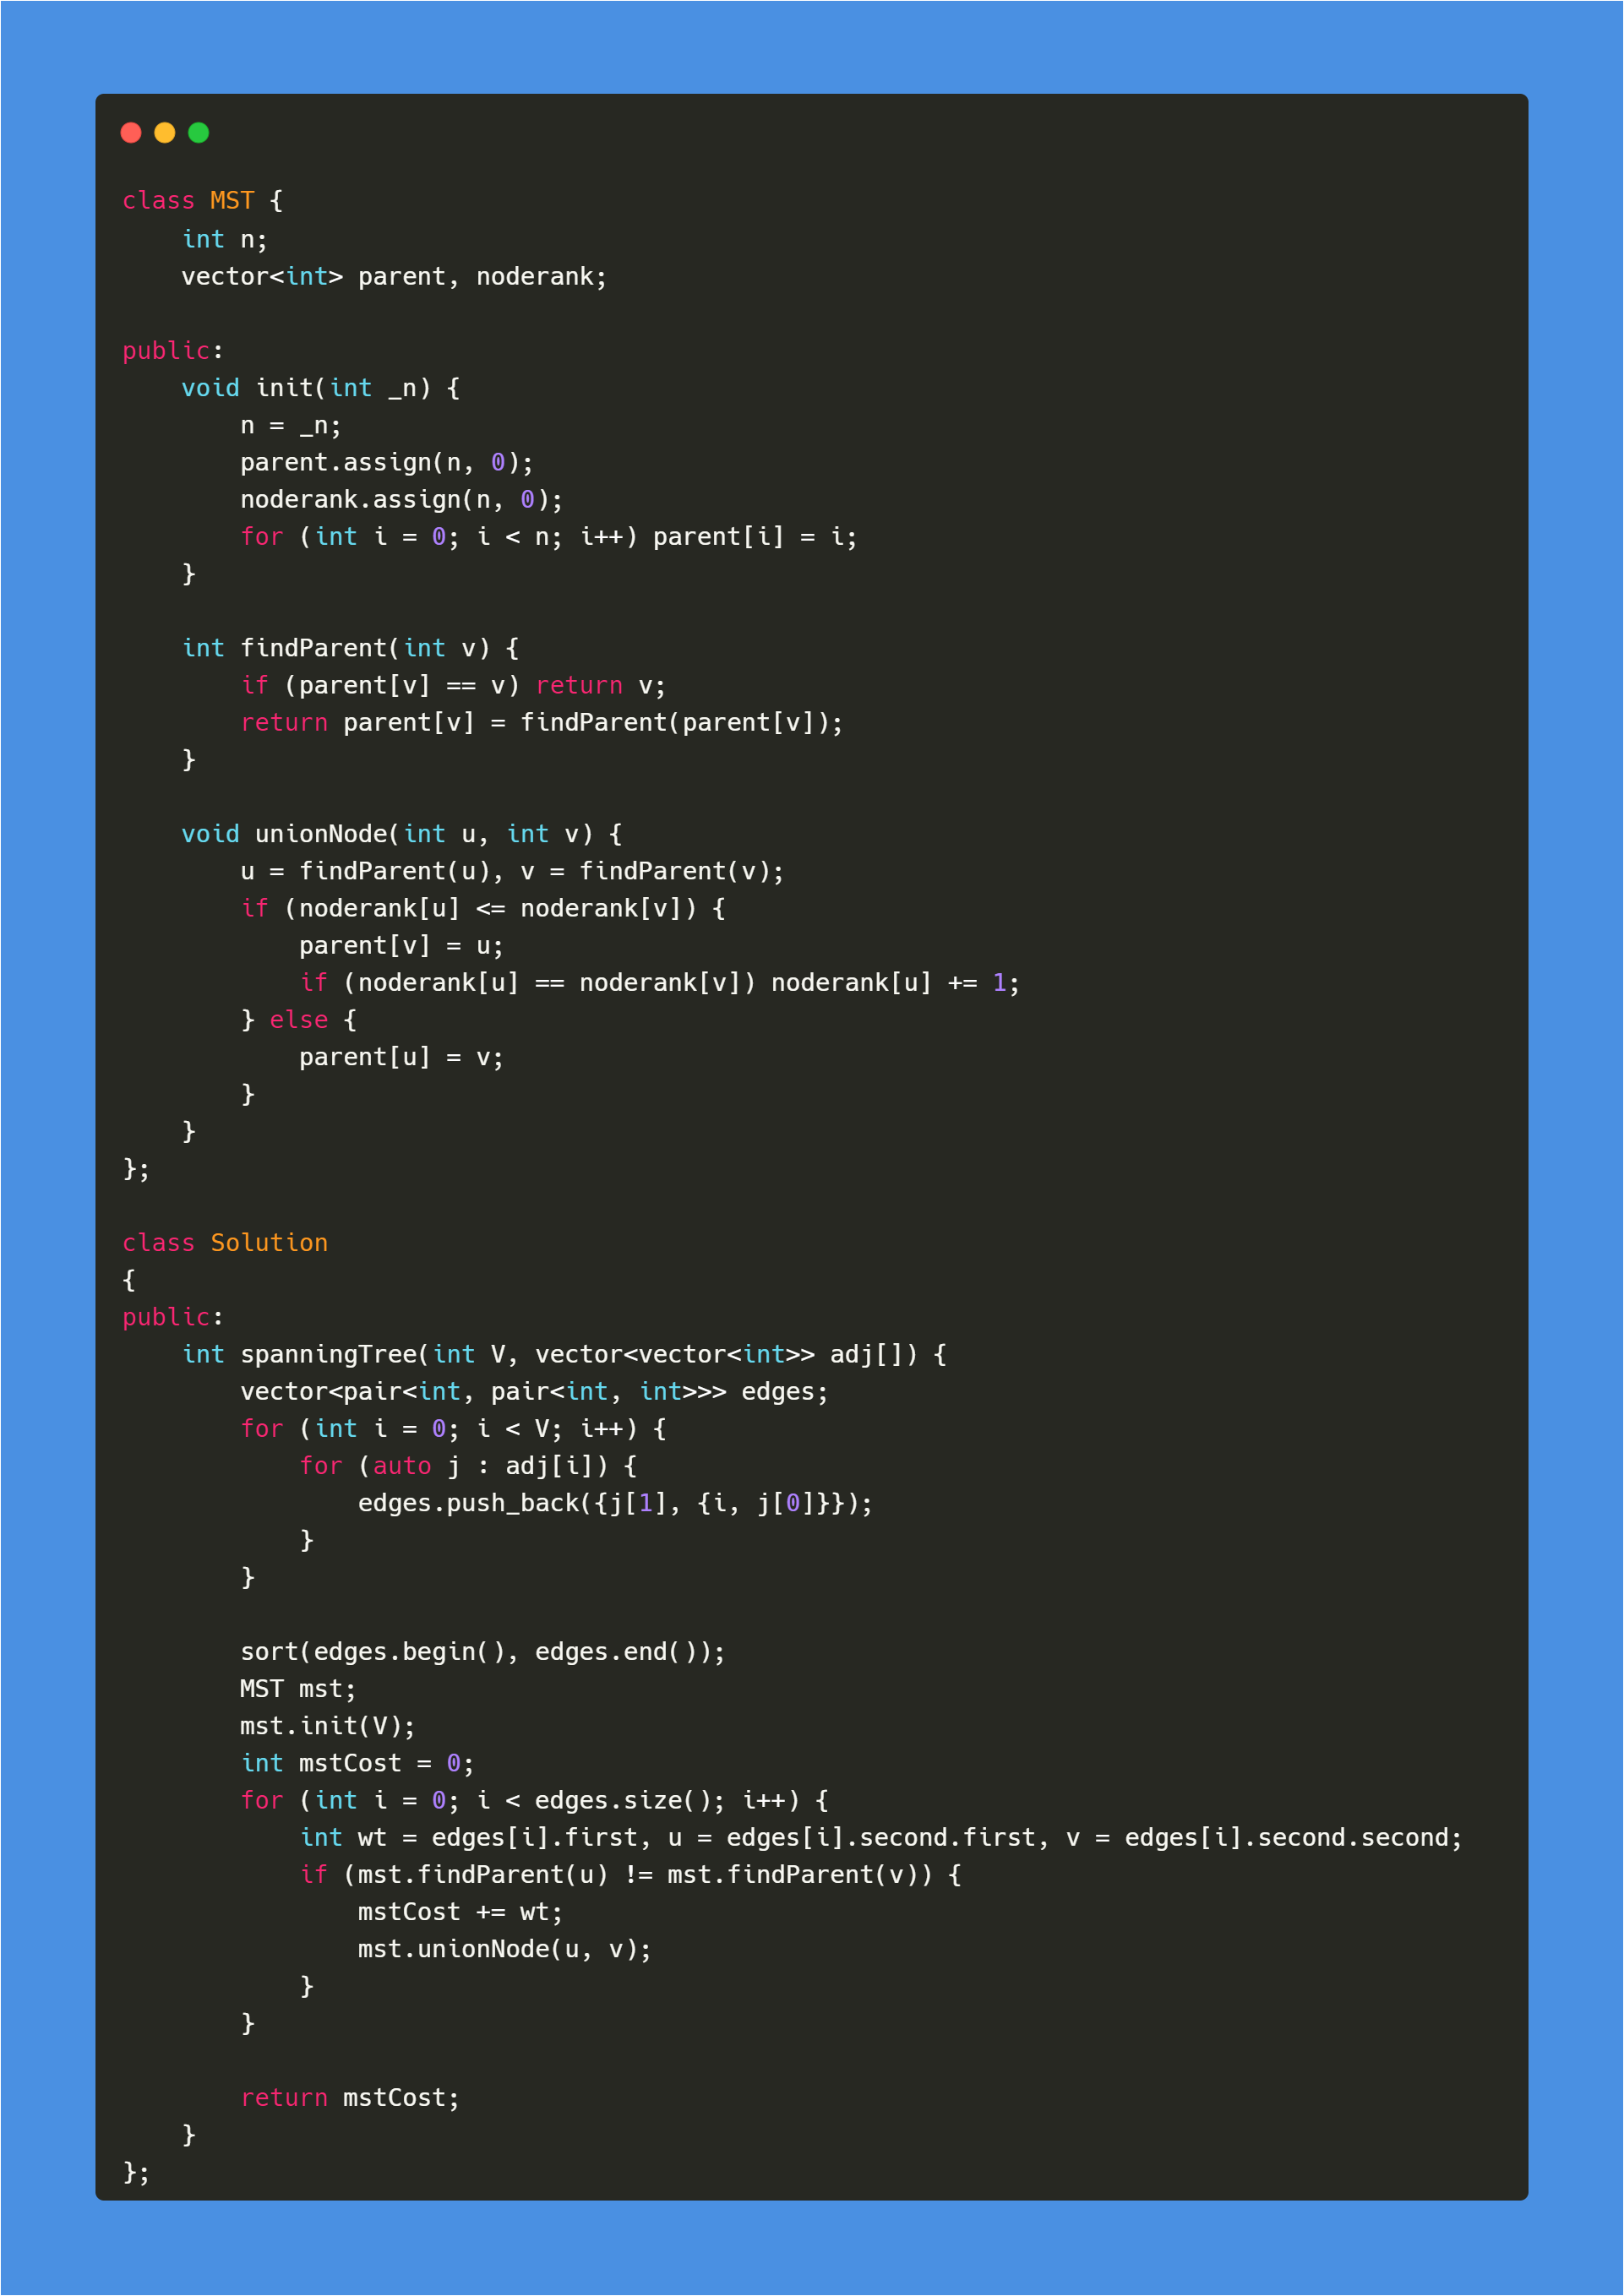 class MST {
    int n;
    vector<int> parent, noderank;

public:
    void init(int _n) {
        n = _n;
        parent.assign(n, 0);
        noderank.assign(n, 0);
        for (int i = 0; i < n; i++) parent[i] = i;
    }

    int findParent(int v) {
        if (parent[v] == v) return v;
        return parent[v] = findParent(parent[v]);
    }

    void unionNode(int u, int v) {
        u = findParent(u), v = findParent(v);
        if (noderank[u] <= noderank[v]) {
            parent[v] = u;
            if (noderank[u] == noderank[v]) noderank[u] += 1;
        } else {
            parent[u] = v;
        }
    }
};

class Solution
{
public:
    int spanningTree(int V, vector<vector<int>> adj[]) {
        vector<pair<int, pair<int, int>>> edges;
        for (int i = 0; i < V; i++) {
            for (auto j : adj[i]) {
                edges.push_back({j[1], {i, j[0]}});
            }
        }

        sort(edges.begin(), edges.end());
        MST mst;
        mst.init(V);
        int mstCost = 0;
        for (int i = 0; i < edges.size(); i++) {
            int wt = edges[i].first, u = edges[i].second.first, v = edges[i].second.second;
            if (mst.findParent(u) != mst.findParent(v)) {
                mstCost += wt;
                mst.unionNode(u, v);
            }
        }

        return mstCost;
    }
};